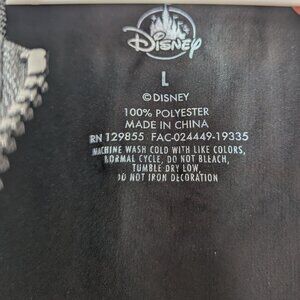 Disney
L
©DISNEY
100% POLYESTER
MADE IN CHINA
RN 129855 FAC-024449-19335
MACHINE WASH COLD WITH LIKE COLORS,
NORMAL CYCLE, DO NOT BLEACH,
TUMBLE DRY LOW,
DO NOT IRON DECORATION